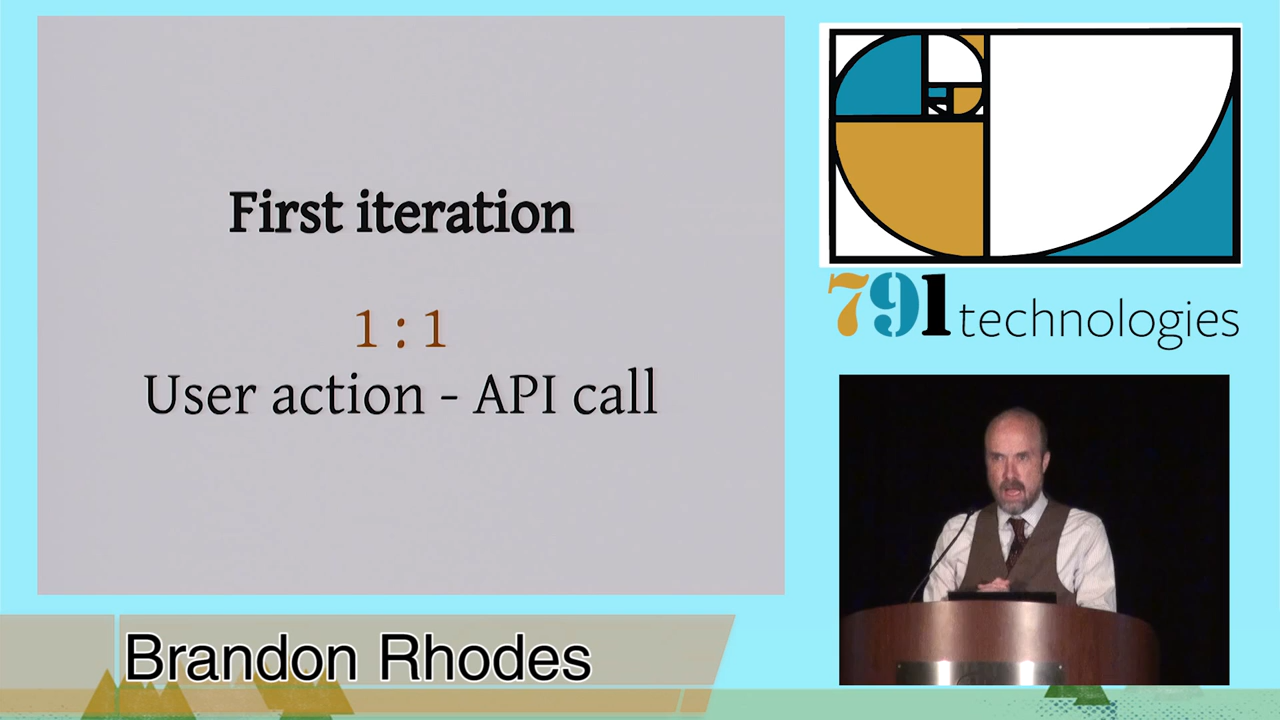 First iteration
1 : 1
User action - API call
791 technologies
Brandon Rhodes